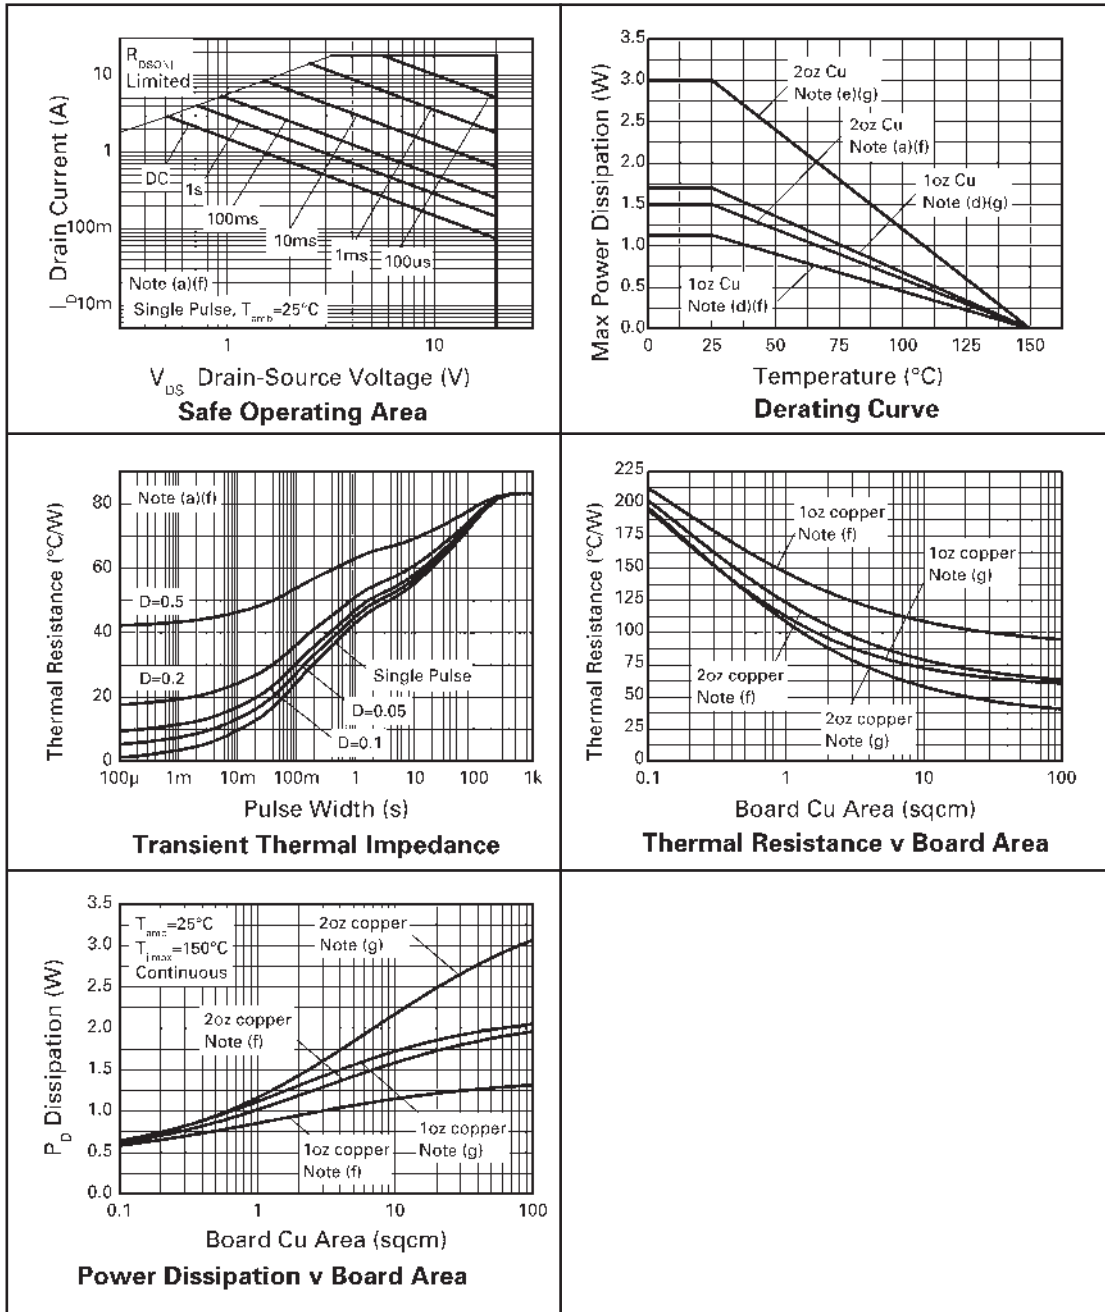 R DSON
Limited
10
1
100m
10m
I D Drain Current (A)
DC
1s
100ms
10ms
1ms
100us
Note (a)(f)
Single Pulse, T amb =25°C
1
10
V DS Drain-Source Voltage (V)
Safe Operating Area
3.5
3.0
2.5
2.0
1.5
1.0
0.5
0.0
Max Power Dissipation (W)
2oz Cu
Note (e)(g)
2oz Cu
Note (a)(f)
1oz Cu
Note (d)(g)
1oz Cu
Note (d)(f)
0 25 50 75 100 125 150
Temperature (°C)
Derating Curve
80
60
40
20
0
Thermal Resistance (°C/W)
Note (a)(f)
D=0.5
D=0.2
Single Pulse
D=0.05
D=0.1
100µ 1m 10m 100m 1 10 100 1k
Pulse Width (s)
Transient Thermal Impedance
225
200
175
150
125
100
75
50
25
0
Thermal Resistance (°C/W)
1oz copper
Note (f)
1oz copper
Note (g)
2oz copper
Note (f)
2oz copper
Note (g)
0.1 1 10 100
Board Cu Area (sqcm)
Thermal Resistance v Board Area
3.5
3.0
2.5
2.0
1.5
1.0
0.5
0.0
P D Dissipation (W)
T amb =25°C
T jmax =150°C
Continuous
2oz copper
Note (g)
2oz copper
Note (f)
1oz copper
Note (g)
1oz copper
Note (f)
0.1 1 10 100
Board Cu Area (sqcm)
Power Dissipation v Board Area